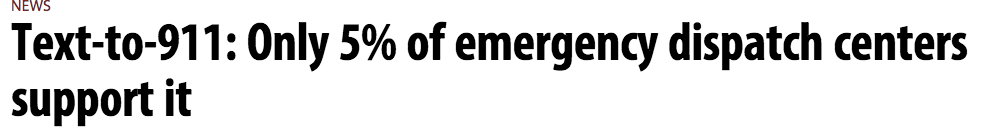 NEWS
Text-to-911: Only 5% of emergency dispatch centers
support it